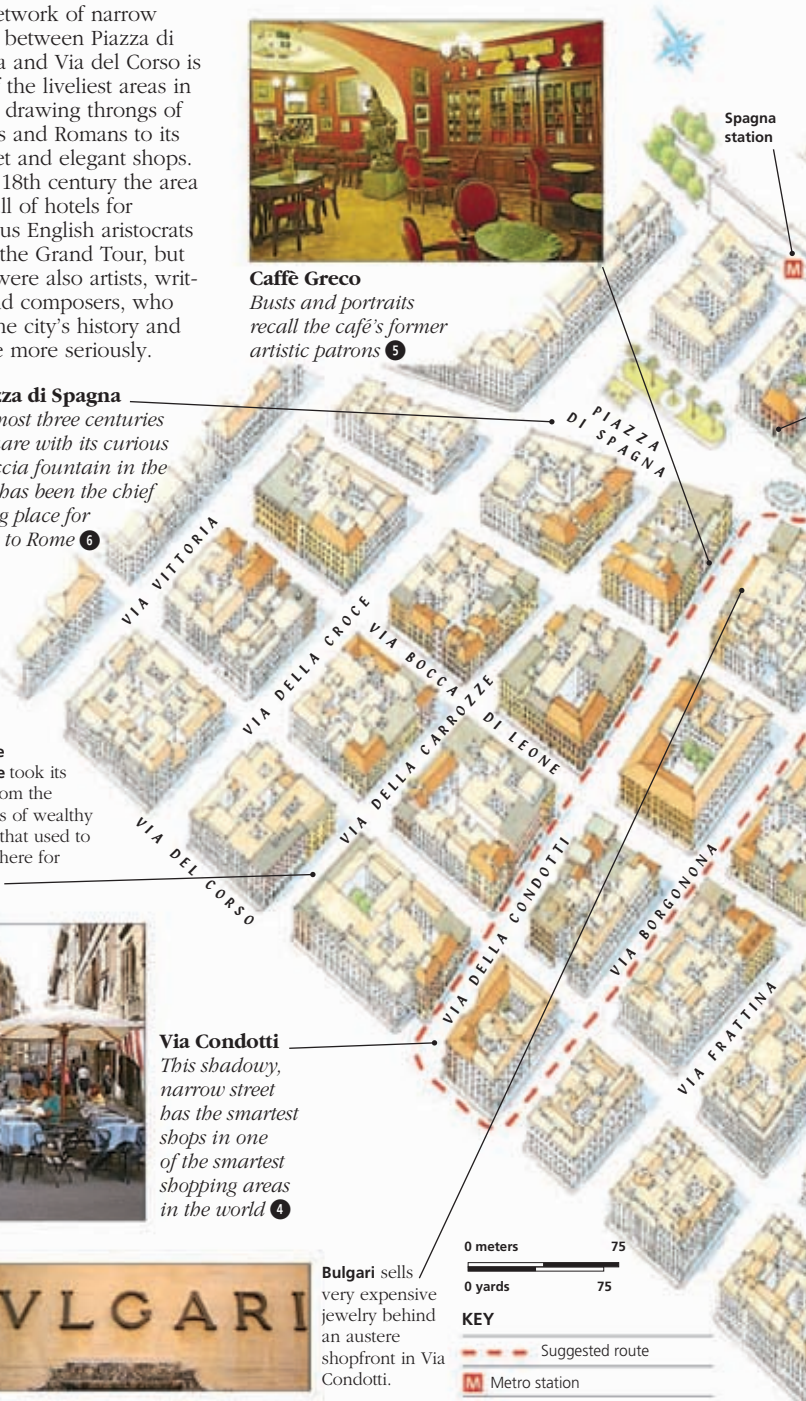 etwork of narrow
between Piazza di
a and Via del Corso is
f the liveliest areas in
drawing throngs of
s and Romans to its
et and elegant shops.
18th century the area
ll of hotels for
us English aristocrats
the Grand Tour, but
were also artists, writ-
nd composers, who
he city's history and
e more seriously.
Caffè Greco
Busts and portraits
recall the café's former
artistic patrons 5
zza di Spagna
most three centuries
are with its curious
ccia fountain in the
has been the chief
g place for
to Rome 6
Spagna
station
M
PIAZZA
DI SPAGNA
VIA VITTORIA
VIA DELLA CROCE
VIA BOCCA
DI LEONE
VIA DELLA CARROZZE
VIA DEL CORSO
VIA DELLA CONDOTTI
VIA BORGONONA
VIA FRATTINA
e
e took its
om the
s of wealthy
that used to
here for
Via Condotti
This shadowy,
narrow street
has the smartest
shops in one
of the smartest
shopping areas
in the world 4
VLGARI
Bulgari sells
very expensive
jewelry behind
an austere
shopfront in Via
Condotti.
0 meters 75
0 yards 75
KEY
Suggested route
M Metro station